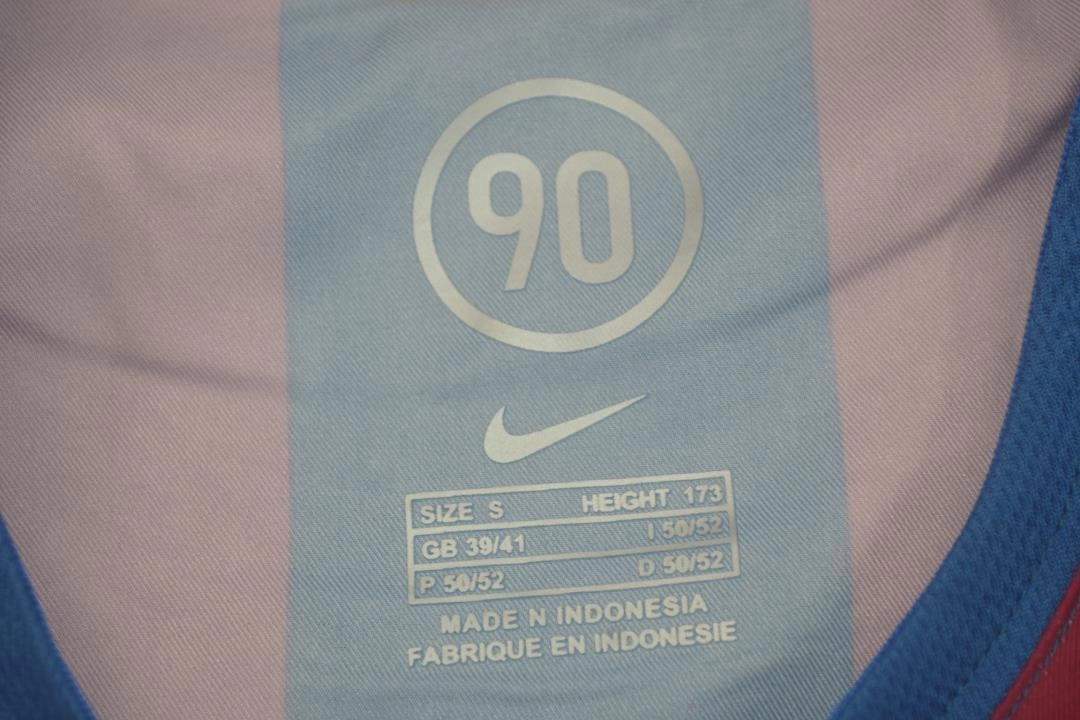 90
SIZE S HEIGHT 173
GB 39/41 I 50/52
P 50/52 D 50/52
MADE N INDONESIA
FABRIQUE EN INDONESIE